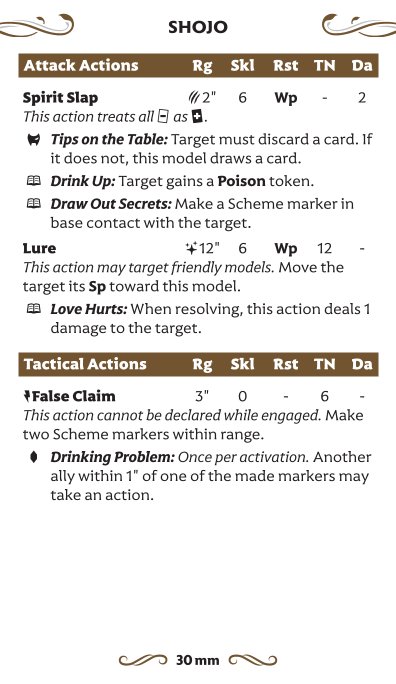 SHOJO
Attack Actions Rg Skl Rst TN Da
Spirit Slap 2" 6 Wp - 2
This action treats all - as +.
Tips on the Table: Target must discard a card. If
it does not, this model draws a card.
Drink Up: Target gains a Poison token.
Draw Out Secrets: Make a Scheme marker in
base contact with the target.
Lure 12" 6 Wp 12 -
This action may target friendly models. Move the
target its Sp toward this model.
Love Hurts: When resolving, this action deals 1
damage to the target.
Tactical Actions Rg Skl Rst TN Da
False Claim 3" 0 - 6 -
This action cannot be declared while engaged. Make
two Scheme markers within range.
Drinking Problem: Once per activation. Another
ally within 1" of one of the made markers may
take an action.
30 mm